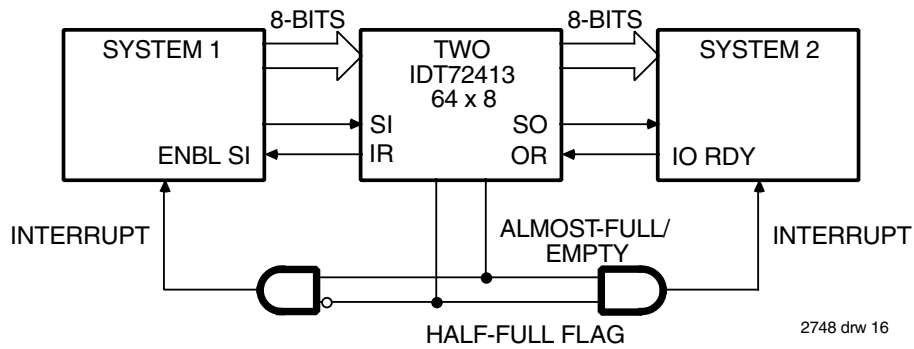 8-BITS
8-BITS
SYSTEM 1
TWO
IDT72413
64 x 8
SYSTEM 2
SI
SO
ENBL SI
IR
OR
IO RDY
INTERRUPT
ALMOST-FULL/
EMPTY
INTERRUPT
HALF-FULL FLAG
2748 drw 16